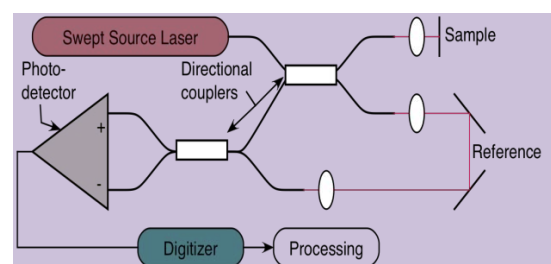 Swept Source Laser
Sample
Photo-
detector
Directional
couplers
+
-
Reference
Digitizer
Processing